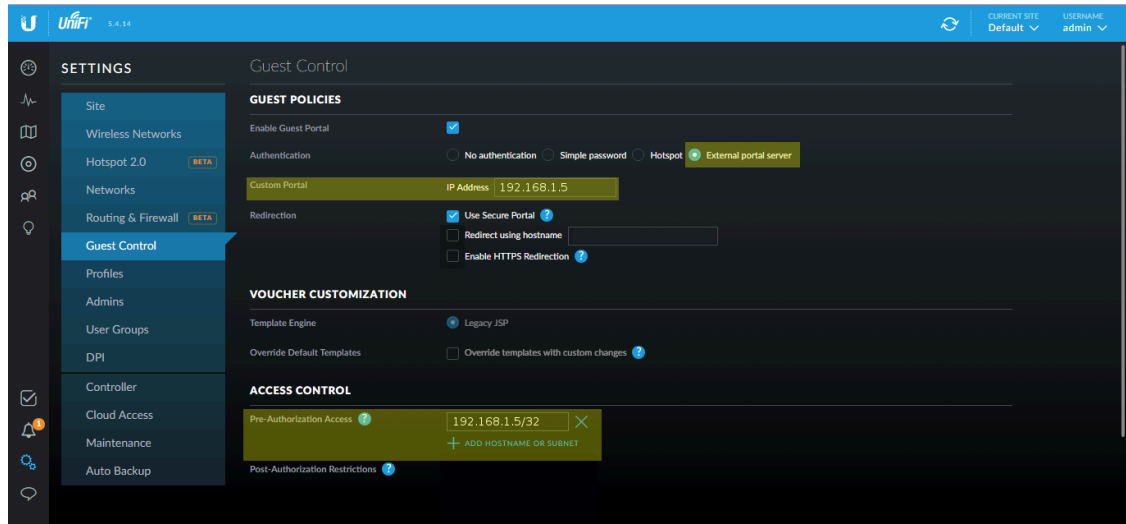 UniFi 5.4.14
CURRENT SITE
Default
USERNAME
admin
SETTINGS
Site
Wireless Networks
Hotspot 2.0 BETA
Networks
Routing & Firewall BETA
Guest Control
Profiles
Admins
User Groups
DPI
Controller
Cloud Access
Maintenance
Auto Backup
1
Guest Control
GUEST POLICIES
Enable Guest Portal
Authentication No authentication Simple password Hotspot External portal server
Custom Portal IP Address 192.168.1.5
Redirection Use Secure Portal ?
Redirect using hostname
Enable HTTPS Redirection ?
VOUCHER CUSTOMIZATION
Template Engine Legacy JSP
Override Default Templates Override templates with custom changes ?
ACCESS CONTROL
Pre-Authorization Access ? 192.168.1.5/32
ADD HOSTNAME OR SUBNET
Post-Authorization Restrictions ?